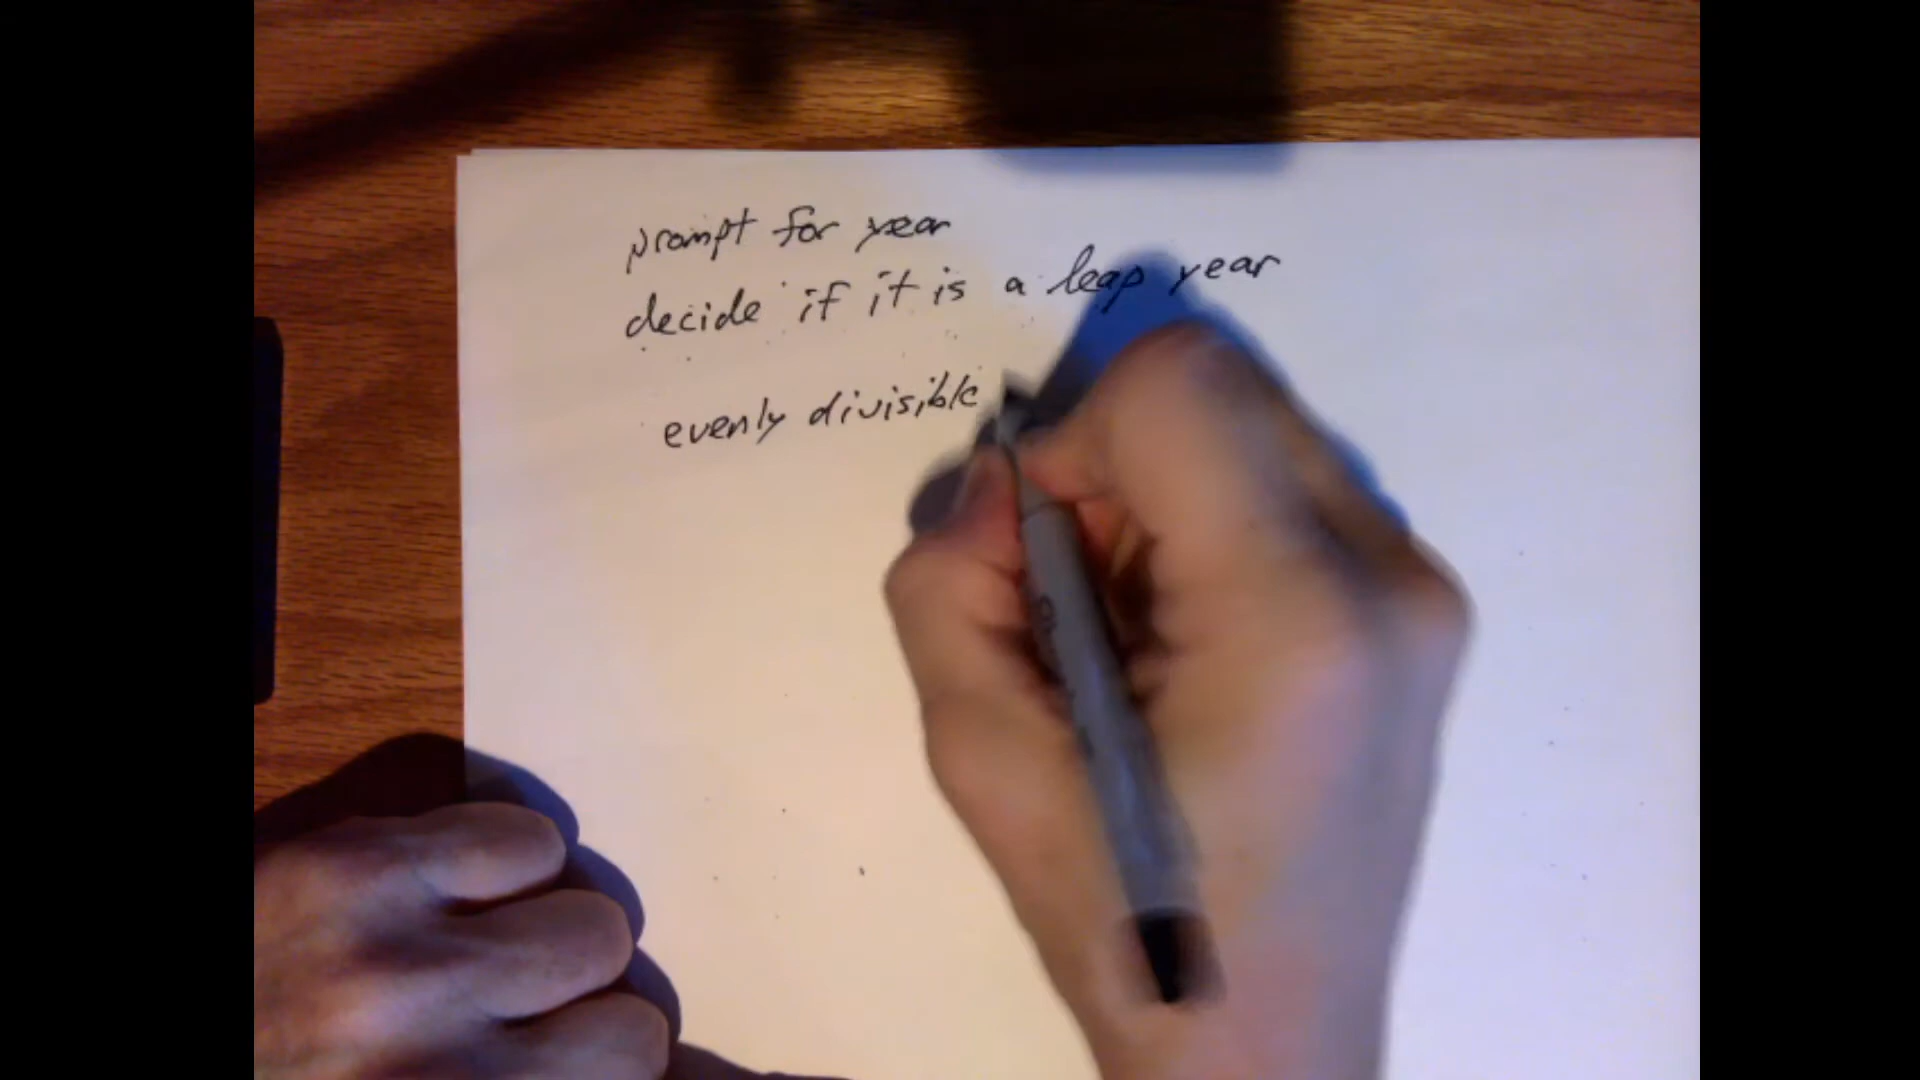 prompt for year
decide if it is a leap year
evenly divisible